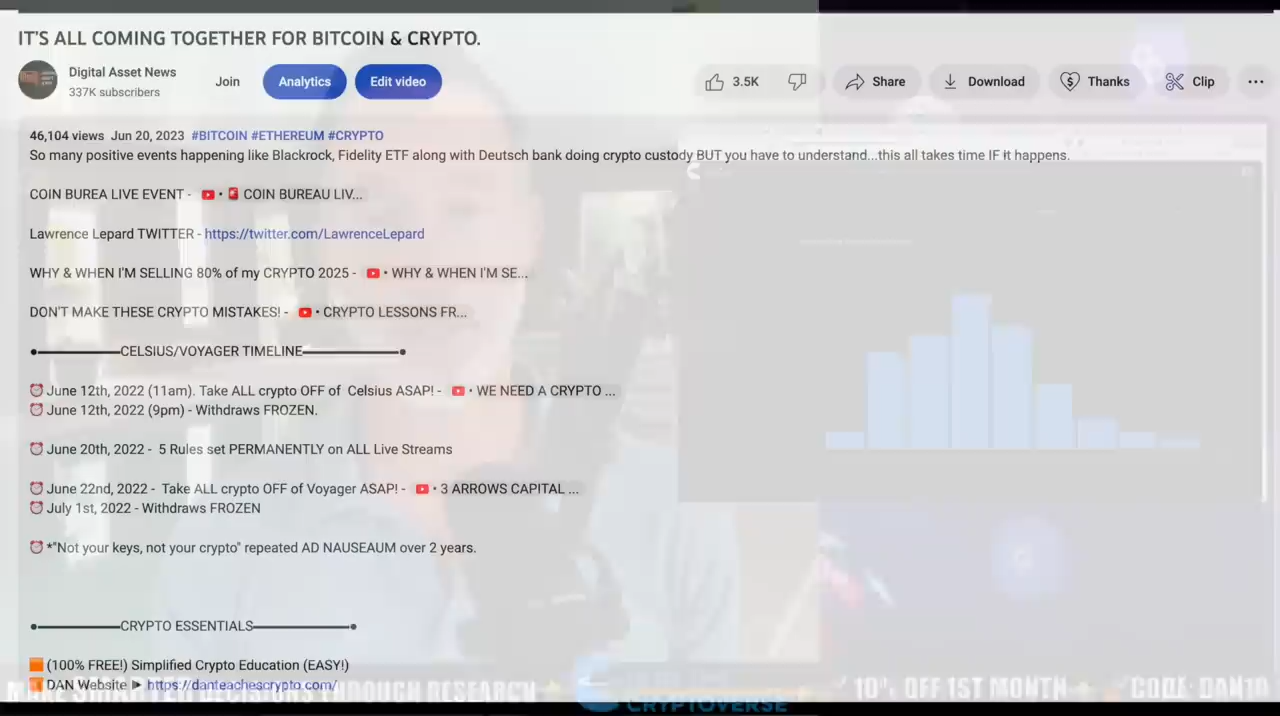 IT'S ALL COMING TOGETHER FOR BITCOIN & CRYPTO.
Digital Asset News
337K subscribers
Join
Analytics
Edit video
3.5K
Share
Download
Thanks
Clip
46,104 views Jun 20, 2023 #BITCOIN #ETHEREUM #CRYPTO
So many positive events happening like Blackrock, Fidelity ETF along with Deutsch bank doing crypto custody BUT you have to understand...this all takes time IF it happens.
COIN BUREA LIVE EVENT - • 🚨 COIN BUREAU LIV...
Lawrence Lepard TWITTER - https://twitter.com/LawrenceLepard
WHY & WHEN I'M SELLING 80% of my CRYPTO 2025 - • WHY & WHEN I'M SE...
DON'T MAKE THESE CRYPTO MISTAKES! - • CRYPTO LESSONS FR...
CELSIUS/VOYAGER TIMELINE
⏰ June 12th, 2022 (11am). Take ALL crypto OFF of Celsius ASAP! - • WE NEED A CRYPTO ...
⏰ June 12th, 2022 (9pm) - Withdraws FROZEN.
⏰ June 20th, 2022 - 5 Rules set PERMANENTLY on ALL Live Streams
⏰ June 22nd, 2022 - Take ALL crypto OFF of Voyager ASAP! - • 3 ARROWS CAPITAL ...
⏰ July 1st, 2022 - Withdraws FROZEN
⏰ *"Not your keys, not your crypto" repeated AD NAUSEAUM over 2 years.
CRYPTO ESSENTIALS
🟧 (100% FREE!) Simplified Crypto Education (EASY!)
🟧 DAN Website ▶ https://danteachescrypto.com/
THROUGH RESEARCH
CRYPTOVERSE
10% OFF 1ST MONTH
CODE: DAN10